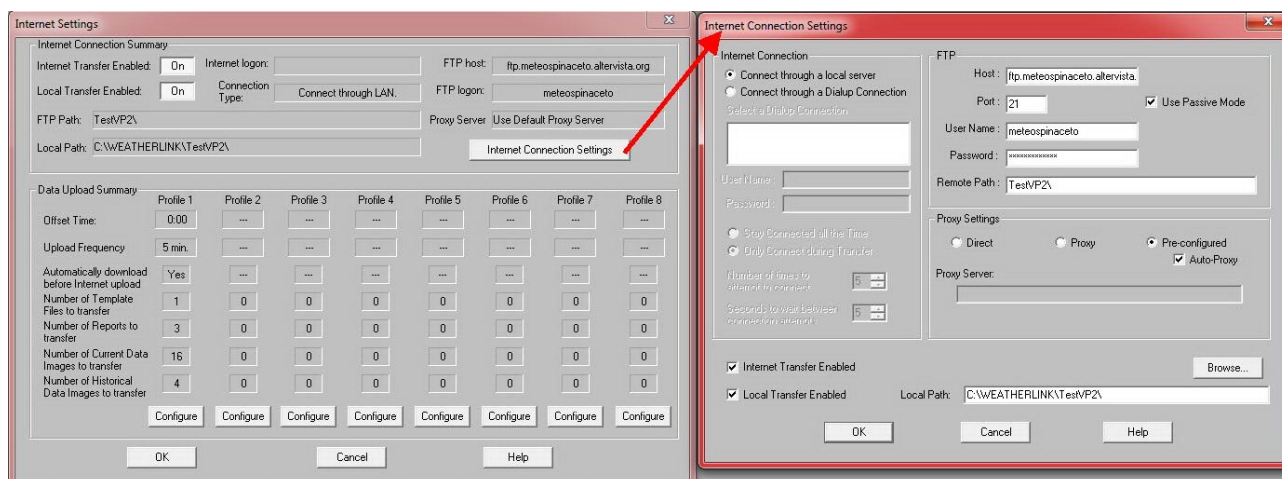 Internet Settings
Internet Connection Summary
Internet Transfer Enabled: On
Internet logon:
FTP host: ftp.meteospinaceto.altervista.org
Local Transfer Enabled: On
Connection Type: Connect through LAN.
FTP logon: meteospinaceto
FTP Path: TestVP2\
Proxy Server Use Default Proxy Server
Local Path: C:\WEATHERLINK\TestVP2\
Internet Connection Settings
Data Upload Summary
Profile 1 Profile 2 Profile 3 Profile 4 Profile 5 Profile 6 Profile 7 Profile 8
Offset Time: 0:00 --- --- --- --- --- --- ---
Upload Frequency 5 min. --- --- --- --- --- --- ---
Automatically download before Internet upload Yes --- --- --- --- --- --- ---
Number of Template Files to transfer 1 0 0 0 0 0 0 0
Number of Reports to transfer 3 0 0 0 0 0 0 0
Number of Current Data Images to transfer 16 0 0 0 0 0 0 0
Number of Historical Data Images to transfer 4 0 0 0 0 0 0 0
Configure Configure Configure Configure Configure Configure Configure Configure
OK Cancel Help
Internet Connection Settings
Internet Connection
Connect through a local server
Connect through a Dialup Connection
Select a Dialup Connection
User Name :
Password :
Stay Connected all the Time
Only Connect during Transfer
Number of times to attempt to connect 5
Seconds to wait between connection attempts 5
FTP
Host : ftp.meteospinaceto.altervista.
Port : 21
Use Passive Mode
User Name : meteospinaceto
Password : *************
Remote Path : TestVP2\
Proxy Settings
Direct Proxy Pre-configured
Auto-Proxy
Proxy Server:
Internet Transfer Enabled
Browse...
Local Transfer Enabled
Local Path: C:\WEATHERLINK\TestVP2\
OK Cancel Help